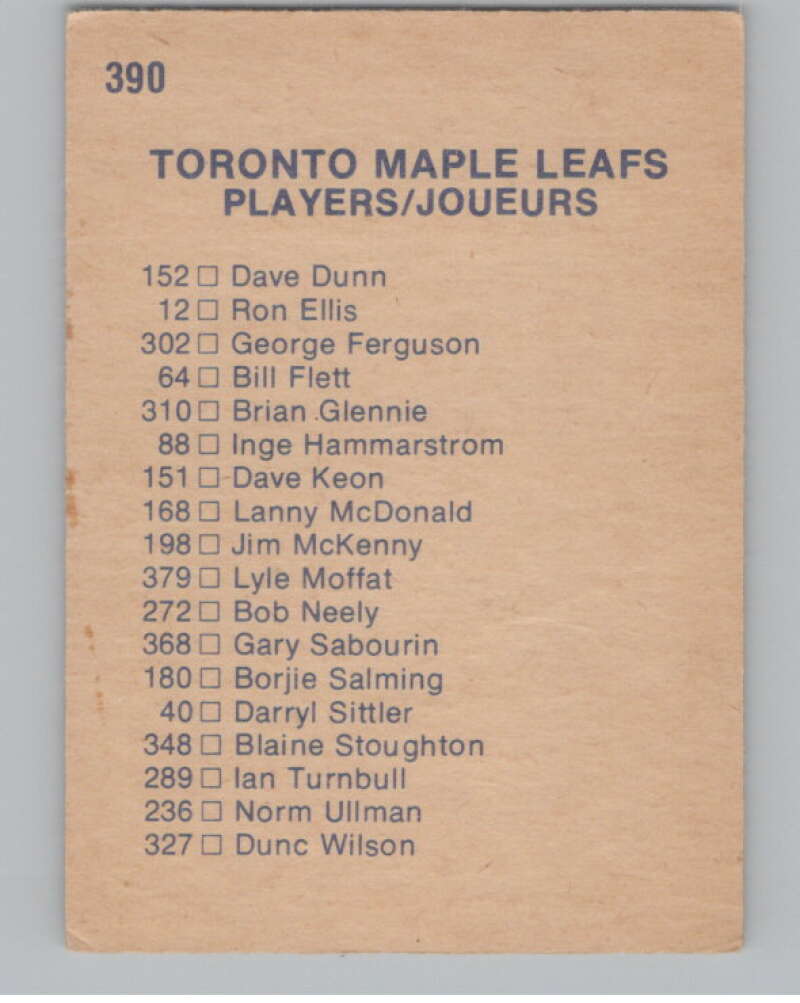 390
TORONTO MAPLE LEAFS
PLAYERS/JOUEURS
152 □ Dave Dunn
12 □ Ron Ellis
302 □ George Ferguson
64 □ Bill Flett
310 □ Brian Glennie
88 □ Inge Hammarstrom
151 □ Dave Keon
168 □ Lanny McDonald
198 □ Jim McKenny
379 □ Lyle Moffat
272 □ Bob Neely
368 □ Gary Sabourin
180 □ Borjie Salming
40 □ Darryl Sittler
348 □ Blaine Stoughton
289 □ Ian Turnbull
236 □ Norm Ullman
327 □ Dunc Wilson